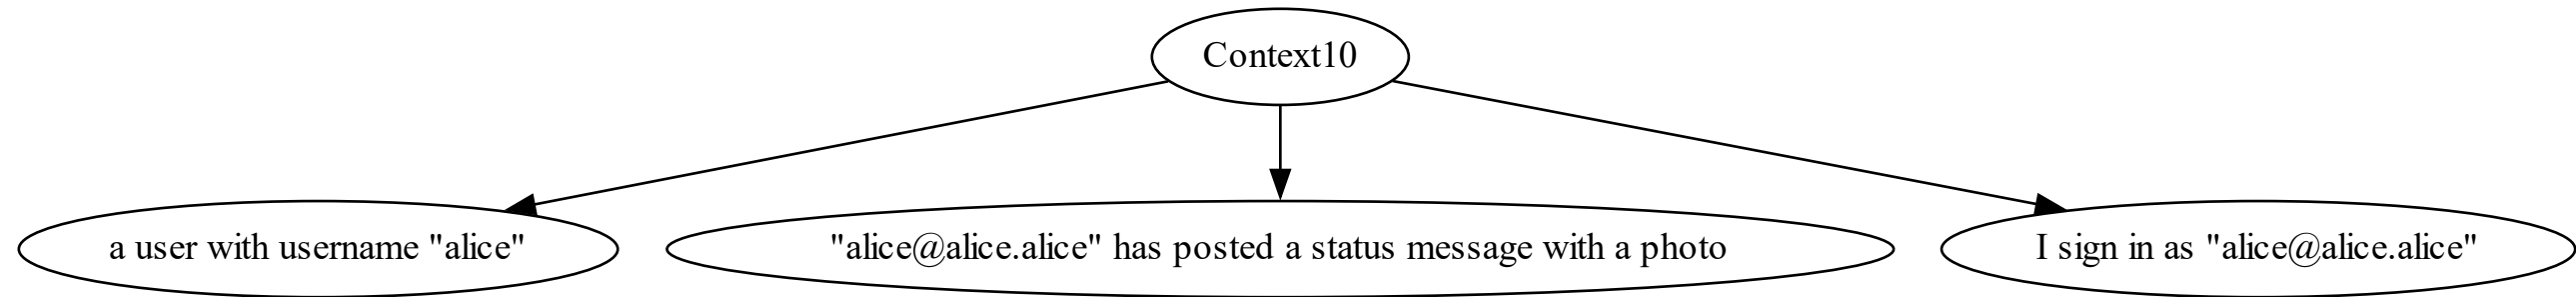 Context10
a user with username "alice"
"alice@alice.alice" has posted a status message with a photo
I sign in as "alice@alice.alice"